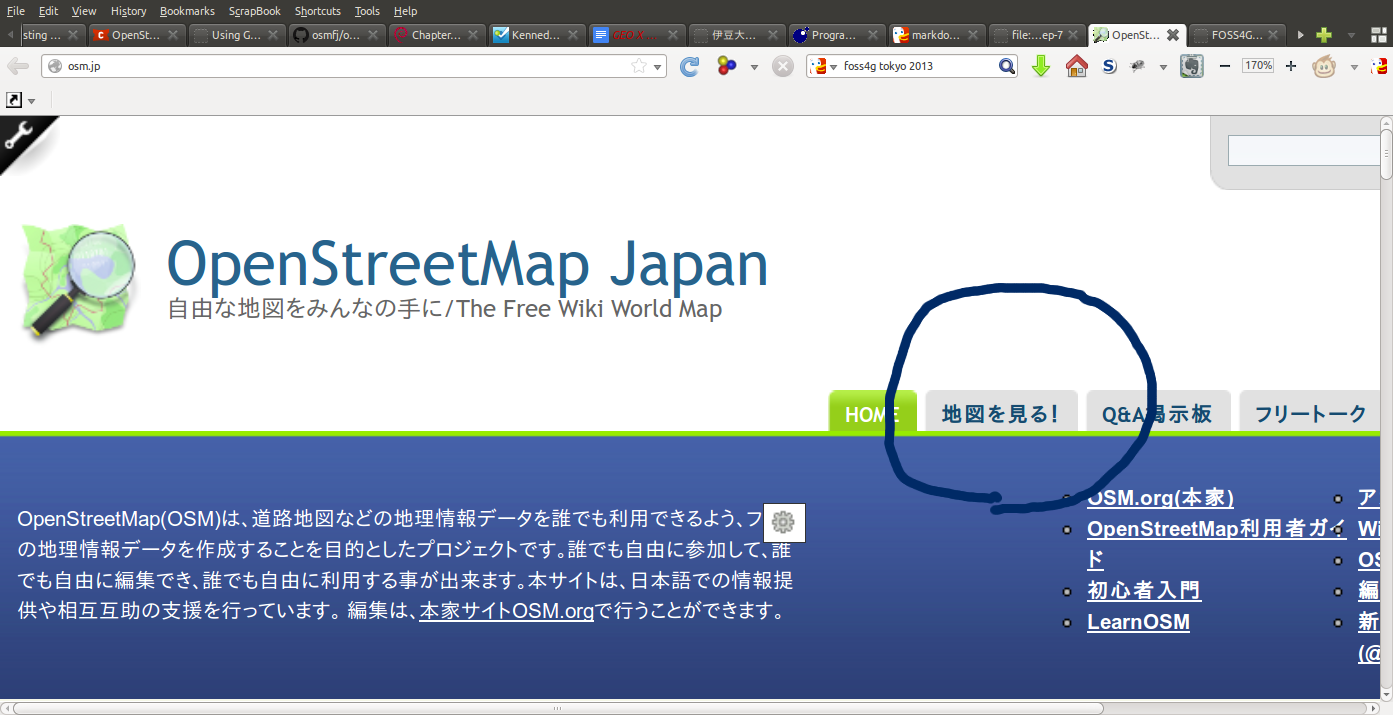 File Edit View History Bookmarks ScrapBook Shortcuts Tools Help
sting ... OpenSt... Using G... osmfj/o... Chapter... Kenned... GEO X ... 伊豆大... Progra... markdo... file:...ep-7 OpenSt... FOSS4G...
osm.jp foss4g tokyo 2013 170%
OpenStreetMap Japan
自由な地図をみんなの手に/The Free Wiki World Map
HOME 地図を見る! Q&A掲示板 フリートーク
OpenStreetMap(OSM)は、道路地図などの地理情報データを誰でも利用できるよう、フ
の地理情報データを作成することを目的としたプロジェクトです。誰でも自由に参加して、誰
でも自由に編集でき、誰でも自由に利用する事が出来ます。本サイトは、日本語での情報提
供や相互互助の支援を行っています。 編集は、本家サイトOSM.orgで行うことができます。
OSM.org(本家)
OpenStreetMap利用者ガイ
ド
初心者入門
LearnOSM
ア
Wi
OS
編
新
(@